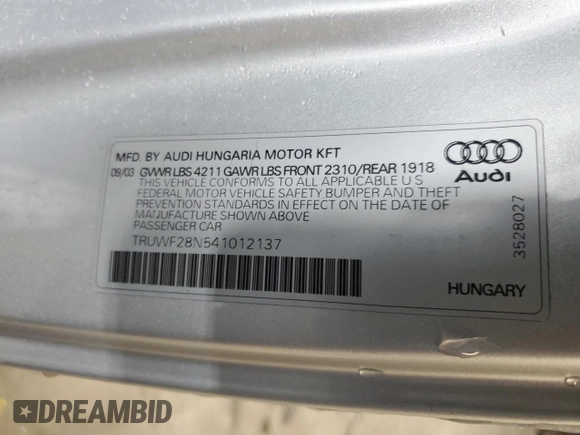 MFD. BY AUDI HUNGARIA MOTOR KFT
09/03 GVWR LBS 4211 GAWR LBS FRONT 2310/REAR 1918
THIS VEHICLE CONFORMS TO ALL APPLICABLE U S
FEDERAL MOTOR VEHICLE SAFETY BUMPER AND THEFT
PREVENTION STANDARDS IN EFFECT ON THE DATE OF
MANUFACTURE SHOWN ABOVE
PASSENGER CAR
TRUWF28N541012137
Audi
3528027
HUNGARY
DREAMBID